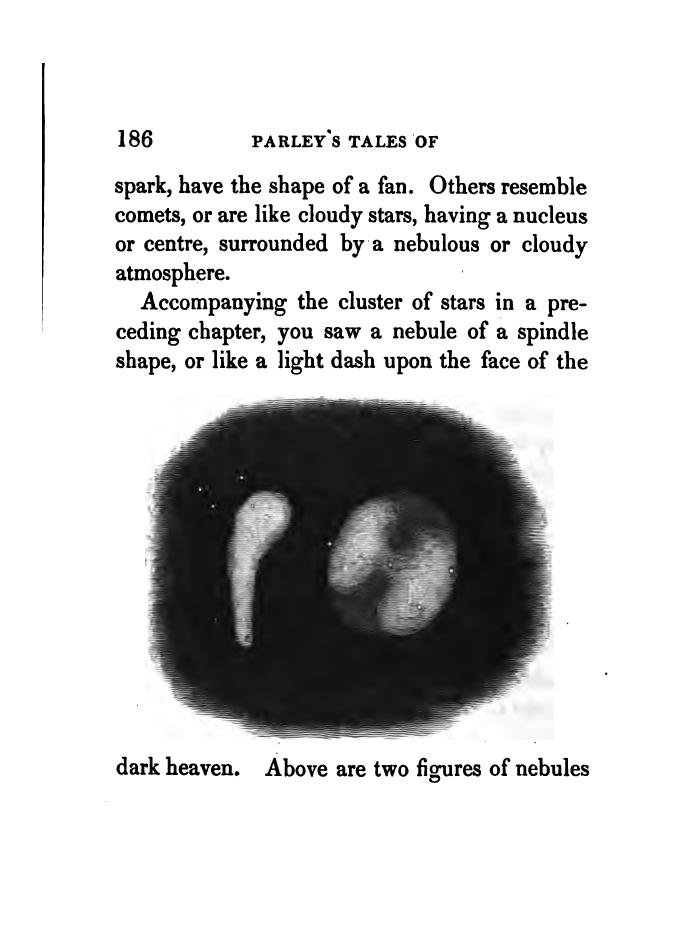 186 PARLEY'S TALES OF
spark, have the shape of a fan. Others resemble
comets, or are like cloudy stars, having a nucleus
or centre, surrounded by a nebulous or cloudy
atmosphere.
Accompanying the cluster of stars in a pre-
ceding chapter, you saw a nebule of a spindle
shape, or like a light dash upon the face of the
dark heaven. Above are two figures of nebules